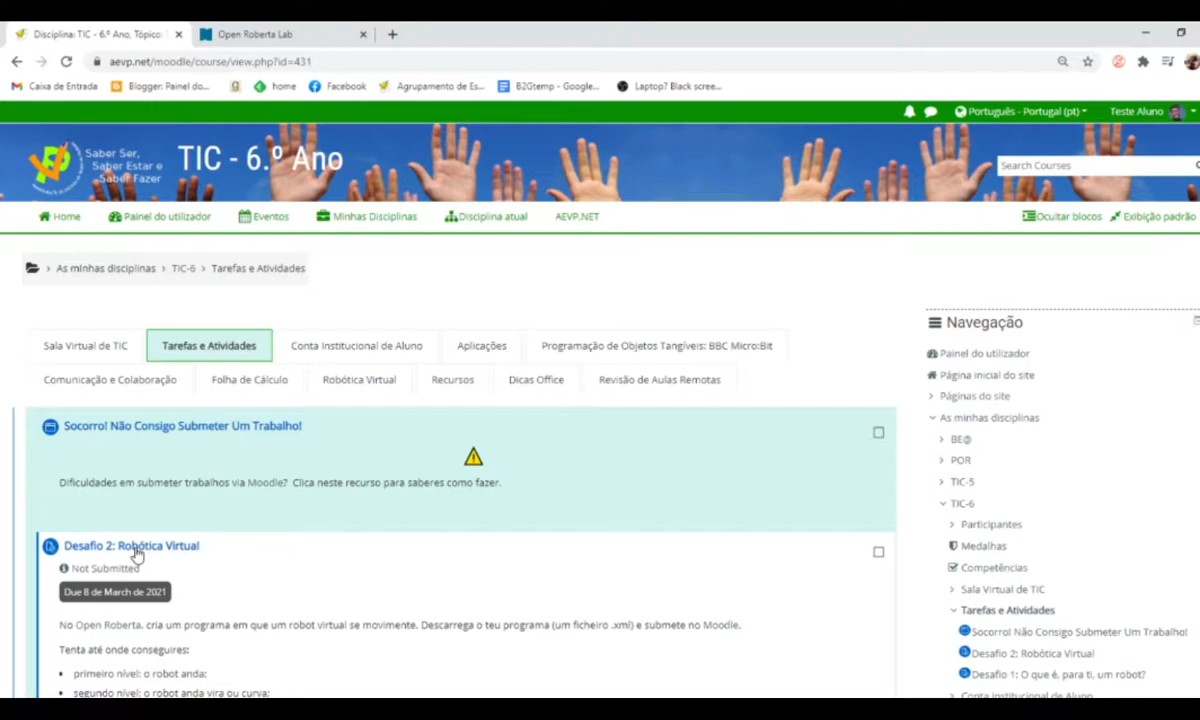 Disciplina: TIC - 6.º Ano, Tópico:
Open Roberta Lab
aevp.net/moodle/course/view.php?id=431
Caixa de Entrada
Blogger: Painel do...
home
Facebook
Agrupamento de Es...
B2Gtemp - Google...
Laptop? Black scree...
Português - Portugal (pt)
Teste Aluno
Saber Ser,
Saber Estar e
Saber Fazer
TIC - 6.º Ano
Search Courses
Home
Painel do utilizador
Eventos
Minhas Disciplinas
Disciplina atual
AEVP.NET
Ocultar blocos
Exibição padrão
As minhas disciplinas › TIC-6 › Tarefas e Atividades
Sala Virtual de TIC
Tarefas e Atividades
Conta Institucional de Aluno
Aplicações
Programação de Objetos Tangíveis: BBC Micro:Bit
Comunicação e Colaboração
Folha de Cálculo
Robótica Virtual
Recursos
Dicas Office
Revisão de Aulas Remotas
Socorro! Não Consigo Submeter Um Trabalho!
Dificuldades em submeter trabalhos via Moodle? Clica neste recurso para saberes como fazer.
Desafio 2: Robótica Virtual
Not Submitted
Due 8 de March de 2021
No Open Roberta, cria um programa em que um robot virtual se movimente. Descarrega o teu programa (um ficheiro .xml) e submete no Moodle.
Tenta até onde conseguires:
• primeiro nível: o robot anda;
• segundo nível: o robot anda vira ou curva;
Navegação
Painel do utilizador
Página inicial do site
Páginas do site
As minhas disciplinas
BE@
POR
TIC-5
TIC-6
Participantes
Medalhas
Competências
Sala Virtual de TIC
Tarefas e Atividades
Socorro! Não Consigo Submeter Um Trabalho!
Desafio 2: Robótica Virtual
Desafio 1: O que é, para ti, um robot?
Conta Institucional de Aluno